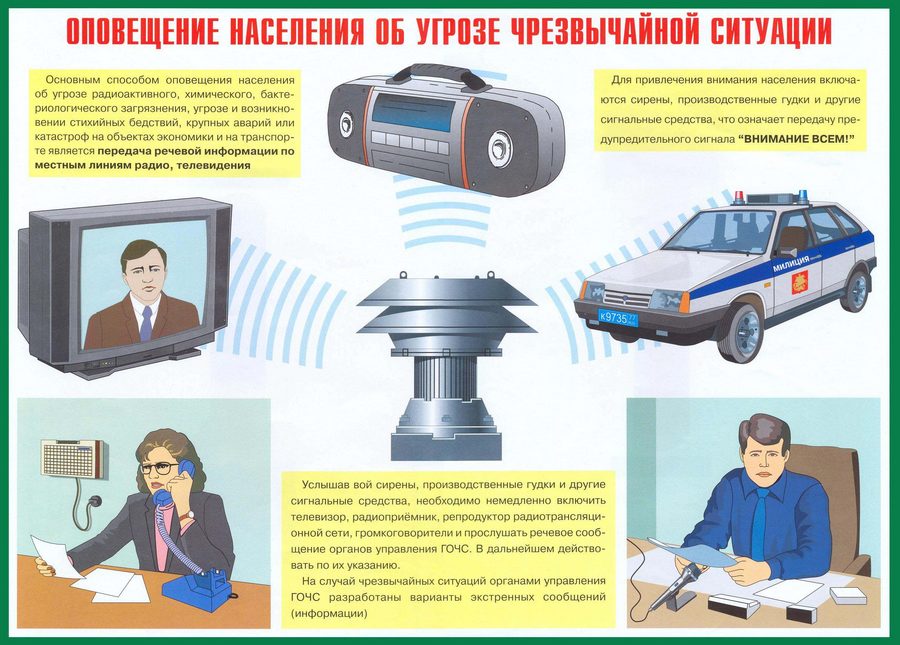 ОПОВЕЩЕНИЕ НАСЕЛЕНИЯ ОБ УГРОЗЕ ЧРЕЗВЫЧАЙНОЙ СИТУАЦИИ
Основным способом оповещения населения
об угрозе радиоактивного, химического, бакте-
риологического загрязнения, угрозе и возникно-
вении стихийных бедствий, крупных аварий или
катастроф на объектах экономики и на транспор-
те является передача речевой информации по
местным линиям радио, телевидения
Для привлечения внимания населения включа-
ются сирены, производственные гудки и другие
сигнальные средства, что означает передачу пре-
дупредительного сигнала "ВНИМАНИЕ ВСЕМ!"
МИЛИЦИЯ
к9735 77
Услышав вой сирены, производственные гудки и другие
сигнальные средства, необходимо немедленно включить
телевизор, радиоприёмник, репродуктор радиотрансляци-
онной сети, громкоговорители и прослушать речевое сооб-
щение органов управления ГОЧС. В дальнейшем действо-
вать по их указанию.
На случай чрезвычайных ситуаций органами управления
ГОЧС разработаны варианты экстренных сообщений
(информации)